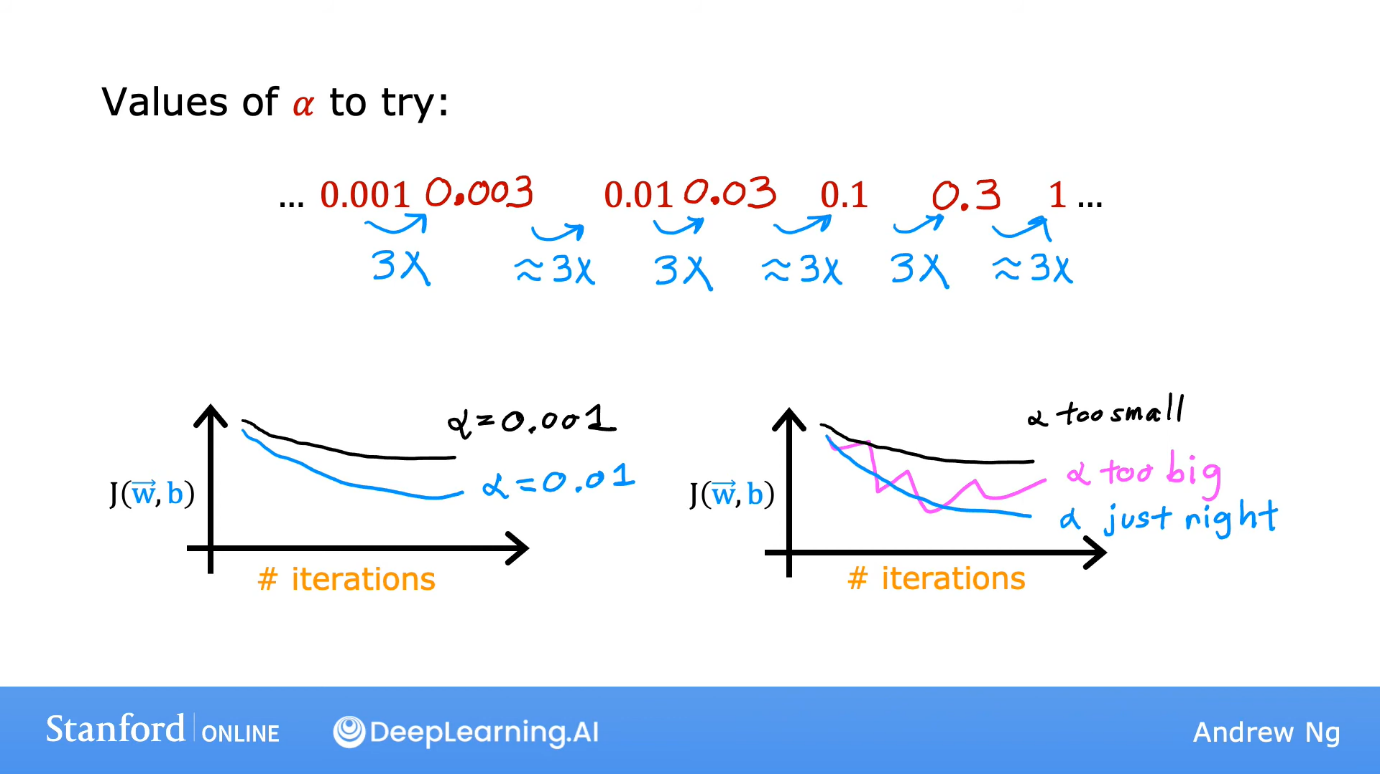 Values of α to try:
... 0.001 0.003 0.01 0.03 0.1 0.3 1 ...
3X ≈3X 3X ≈3X 3X ≈3X
α=0.001
α=0.01
J(w⃗, b)
# iterations
α too small
α too big
α just right
J(w⃗, b)
# iterations
Stanford | ONLINE DeepLearning.AI Andrew Ng